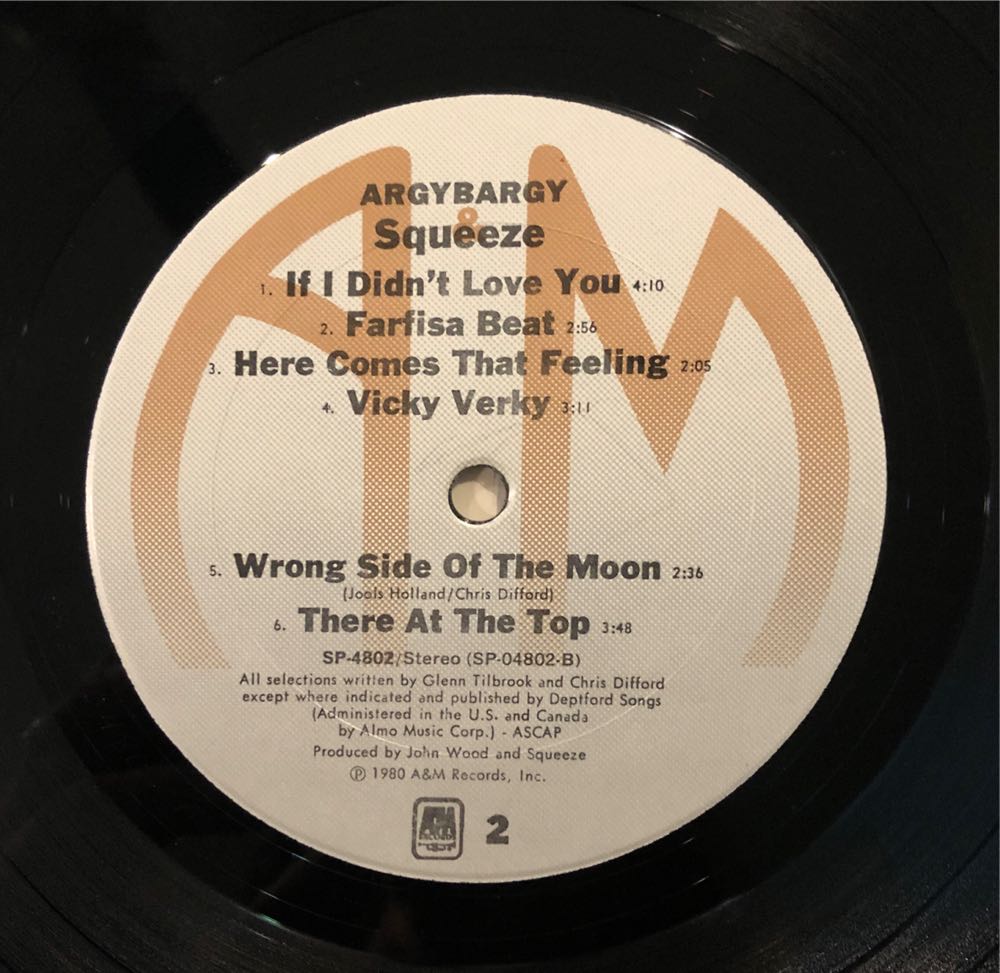 ARGYBARGY
&
Squeeze
1. If I Didn't Love You 4:10
2. Farfisa Beat 2:56
3. Here Comes That Feeling 2:05
4. Vicky Verky 3:11
5. Wrong Side Of The Moon 2:36
(Jools Holland/Chris Difford)
6. There At The Top 3:48
SP-4802/Stereo (SP-04802-B)
All selections written by Glenn Tilbrook and Chris Difford
except where indicated and published by Deptford Songs
(Administered in the U.S. and Canada
by Almo Music Corp.) - ASCAP
Produced by John Wood and Squeeze
℗ 1980 A&M Records, Inc.
2